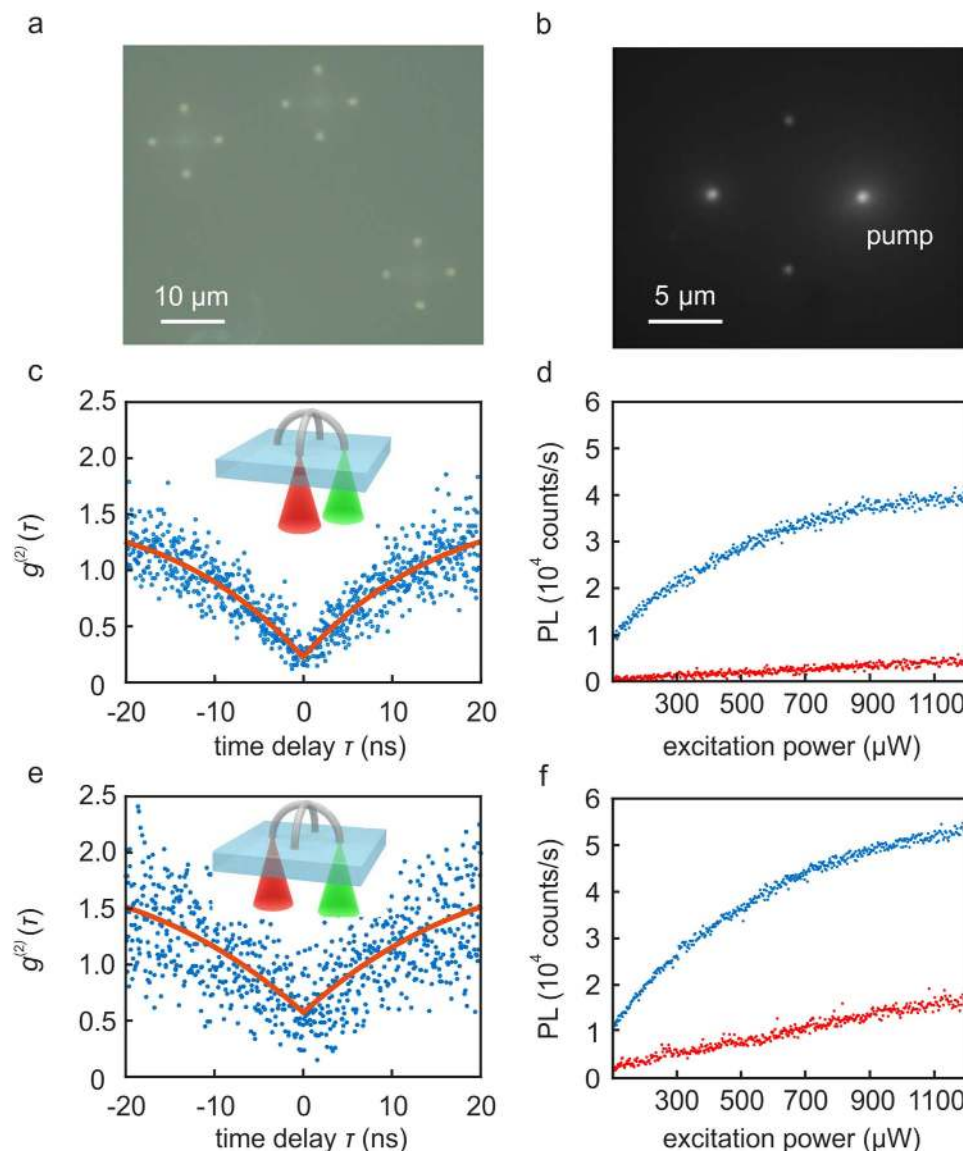 a
b
10 μm
pump
5 μm
c
2.5
2.0
1.5
1.0
0.5
0
g⁽²⁾(τ)
-20 -10 0 10 20
time delay τ (ns)
d
6
5
4
3
2
1
0
PL (10⁴ counts/s)
300 500 700 900 1100
excitation power (μW)
e
2.5
2.0
1.5
1.0
0.5
0
g⁽²⁾(τ)
-20 -10 0 10 20
time delay τ (ns)
f
6
5
4
3
2
1
0
PL (10⁴ counts/s)
300 500 700 900 1100
excitation power (μW)